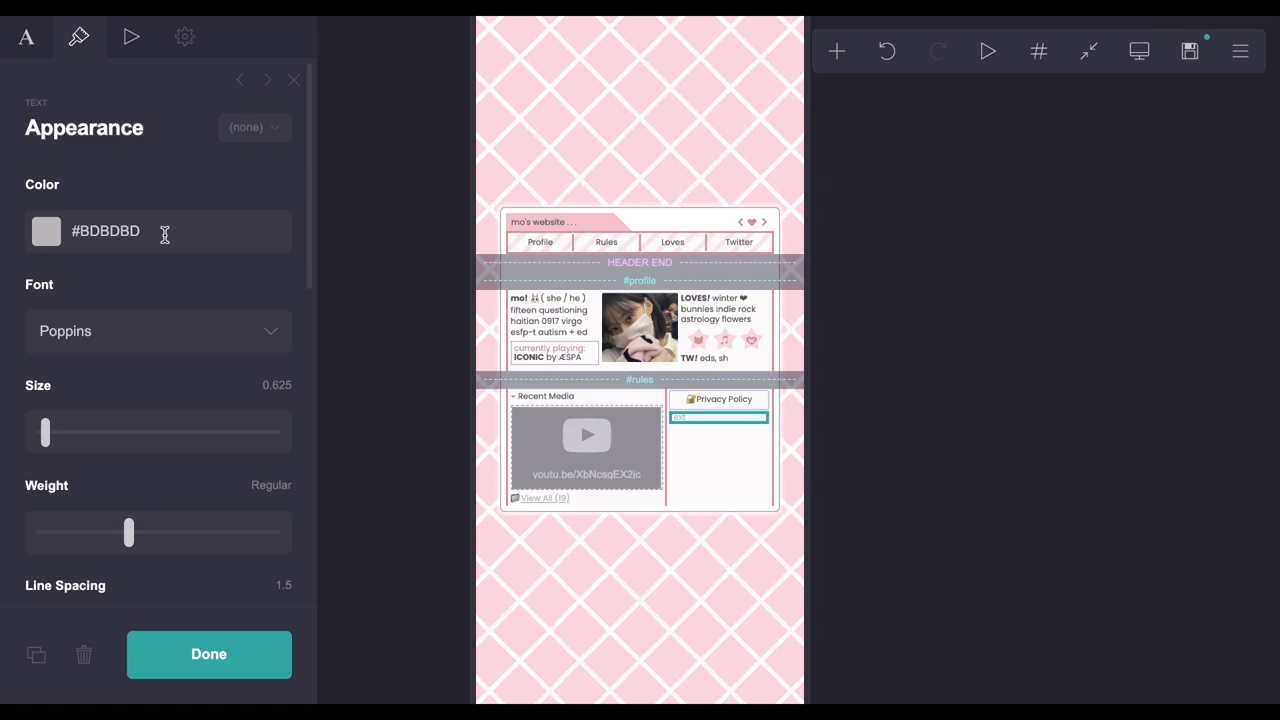 A
TEXT
Appearance
(none)
Color
#BDBDBD
Font
Poppins
Size
0.625
Weight
Regular
Line Spacing
1.5
Done
mo's website . . .
Profile
Rules
Loves
Twitter
HEADER END
#profile
mo! 🐰 ( she / he )
fifteen questioning
haitian 0917 virgo
esfp-t autism + ed
currently playing:
ICONIC by ÆSPA
LOVES! winter ❤
bunnies indie rock
astrology flowers
TW! eds, sh
#rules
Recent Media
youtu.be/XbNcsqEX2jc
View All (19)
🔐Privacy Policy
ext